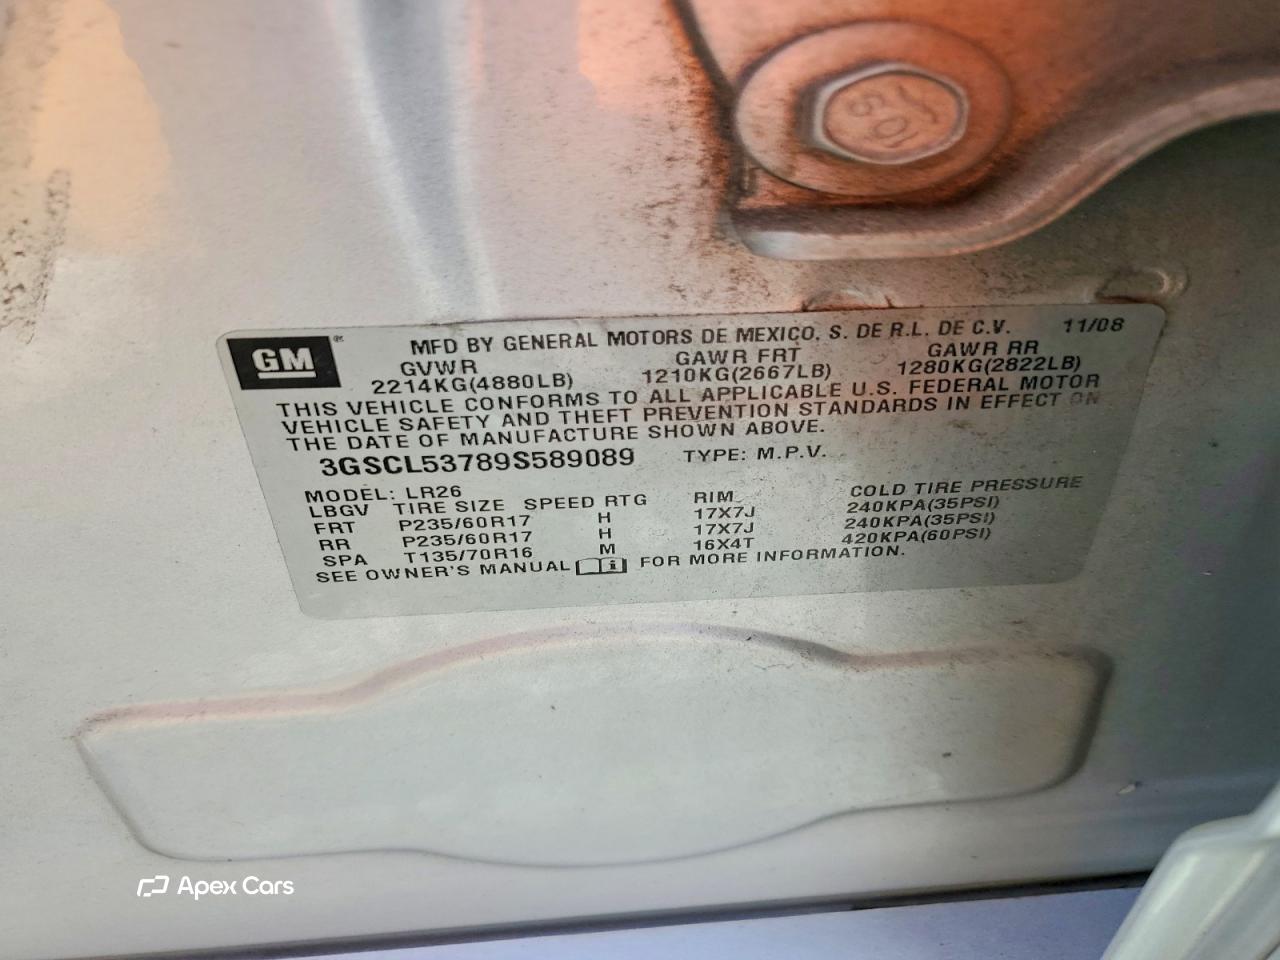 109
GM®
MFD BY GENERAL MOTORS DE MEXICO, S. DE R.L. DE C.V. 11/08
GVWR GAWR FRT GAWR RR
2214KG(4880LB) 1210KG(2667LB) 1280KG(2822LB)
THIS VEHICLE CONFORMS TO ALL APPLICABLE U.S. FEDERAL MOTOR
VEHICLE SAFETY AND THEFT PREVENTION STANDARDS IN EFFECT ON
THE DATE OF MANUFACTURE SHOWN ABOVE.
3GSCL53789S589089 TYPE: M.P.V.
MODEL: LR26
LBGV TIRE SIZE SPEED RTG RIM COLD TIRE PRESSURE
FRT P235/60R17 H 17X7J 240KPA(35PSI)
RR P235/60R17 H 17X7J 240KPA(35PSI)
SPA T135/70R16 M 16X4T 420KPA(60PSI)
SEE OWNER'S MANUAL i FOR MORE INFORMATION.
Apex Cars